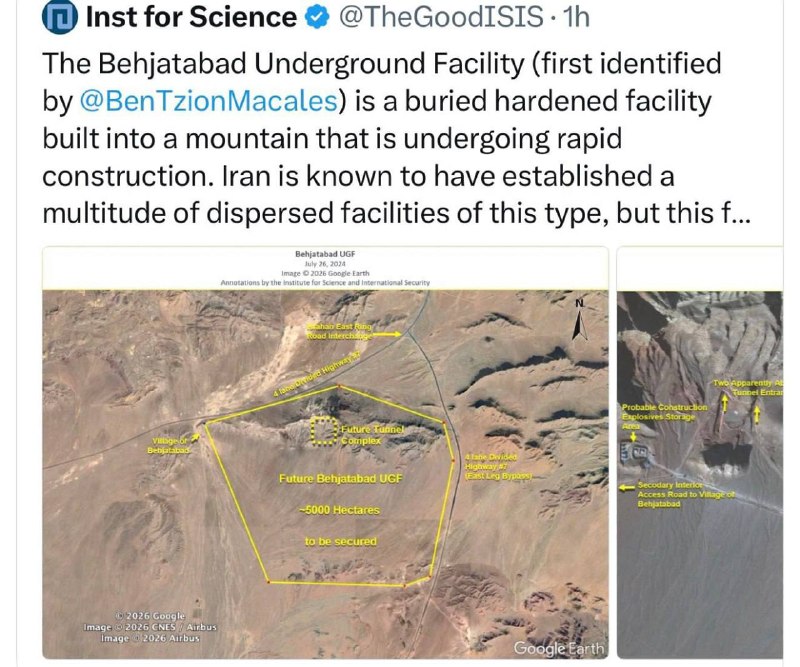 Inst for Science @TheGoodISIS · 1h
The Behjatabad Underground Facility (first identified
by @BenTzionMacales) is a buried hardened facility
built into a mountain that is undergoing rapid
construction. Iran is known to have established a
multitude of dispersed facilities of this type, but this f...
Behjatabad UGF
July 26, 2024
Image © 2026 Google Earth
Annotations by the Institute for Science and International Security
N
East Ring
Road Interchange
4 lane Divided Highway #7
Village of
Behjatabad
Future Tunnel
Complex
4 lane Divided
Highway #7
(East Leg Bypass)
Future Behjatabad UGF
~5000 Hectares
to be secured
© 2026 Google
Image © 2026 CNES / Airbus
Image © 2026 Airbus
Google Earth
Two Apparently
Tunnel
Probable Construction
Explosives Storage
Area
Secodary Interior
Access Road to Village of
Behjatabad